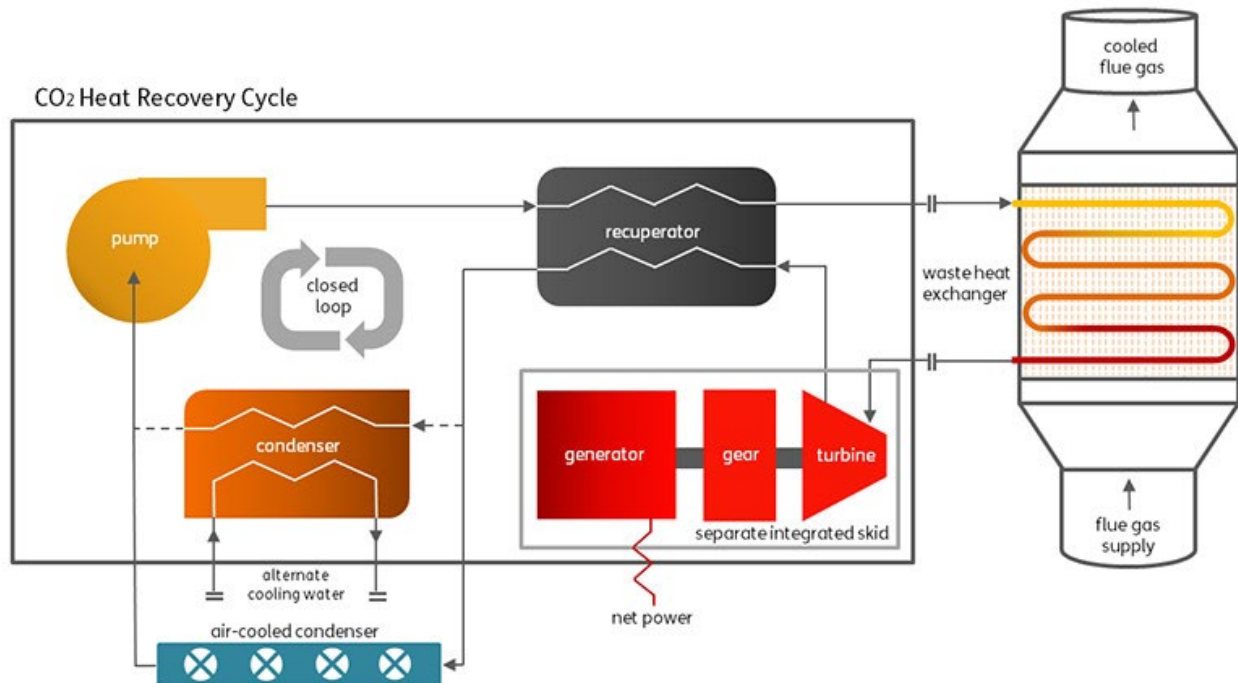 CO2 Heat Recovery Cycle
cooled
flue gas
pump
closed
loop
recuperator
waste heat
exchanger
condenser
generator
gear
turbine
separate integrated skid
flue gas
supply
alternate
cooling water
net power
air-cooled condenser